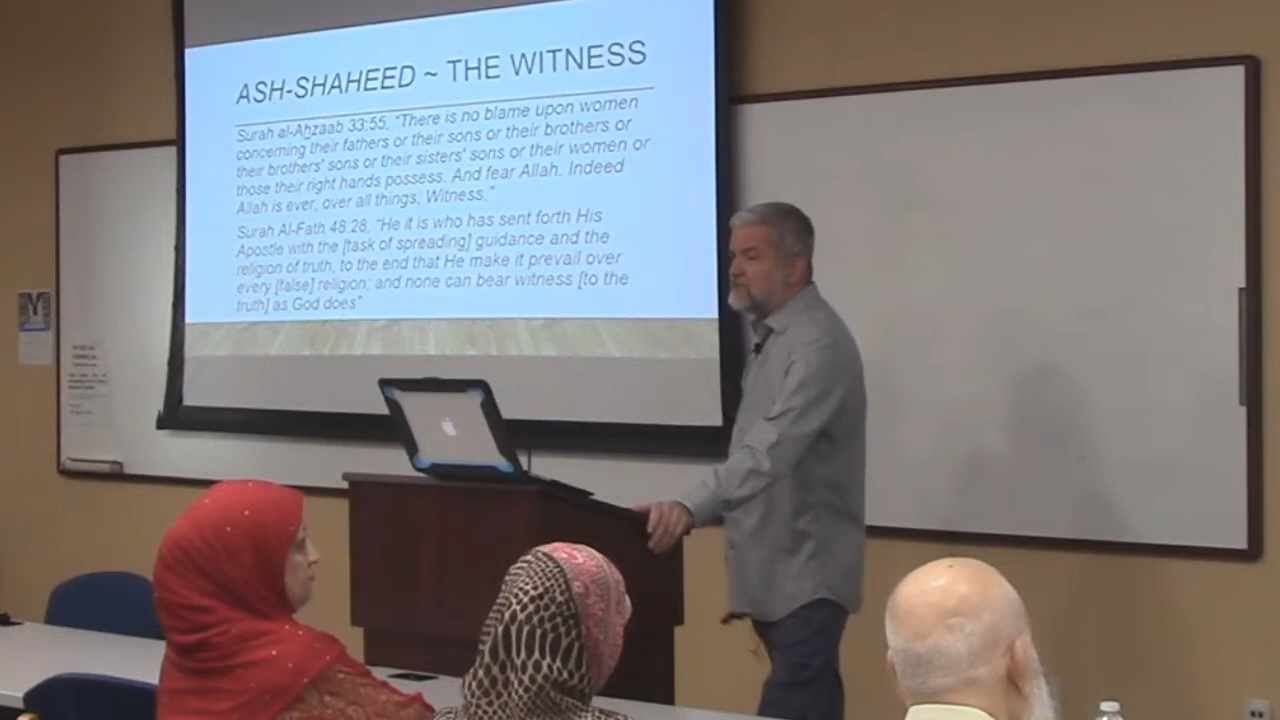 ASH-SHAHEED ~ THE WITNESS
Surah al-Ahzaab 33:55, "There is no blame upon women
concerning their fathers or their sons or their brothers or
their brothers' sons or their sisters' sons or their women or
those their right hands possess. And fear Allah. Indeed
Allah is ever, over all things, Witness."
Surah Al-Fath 48:28, "He it is who has sent forth His
Apostle with the [task of spreading] guidance and the
religion of truth, to the end that He make it prevail over
every [false] religion; and none can bear witness [to the
truth] as God does"